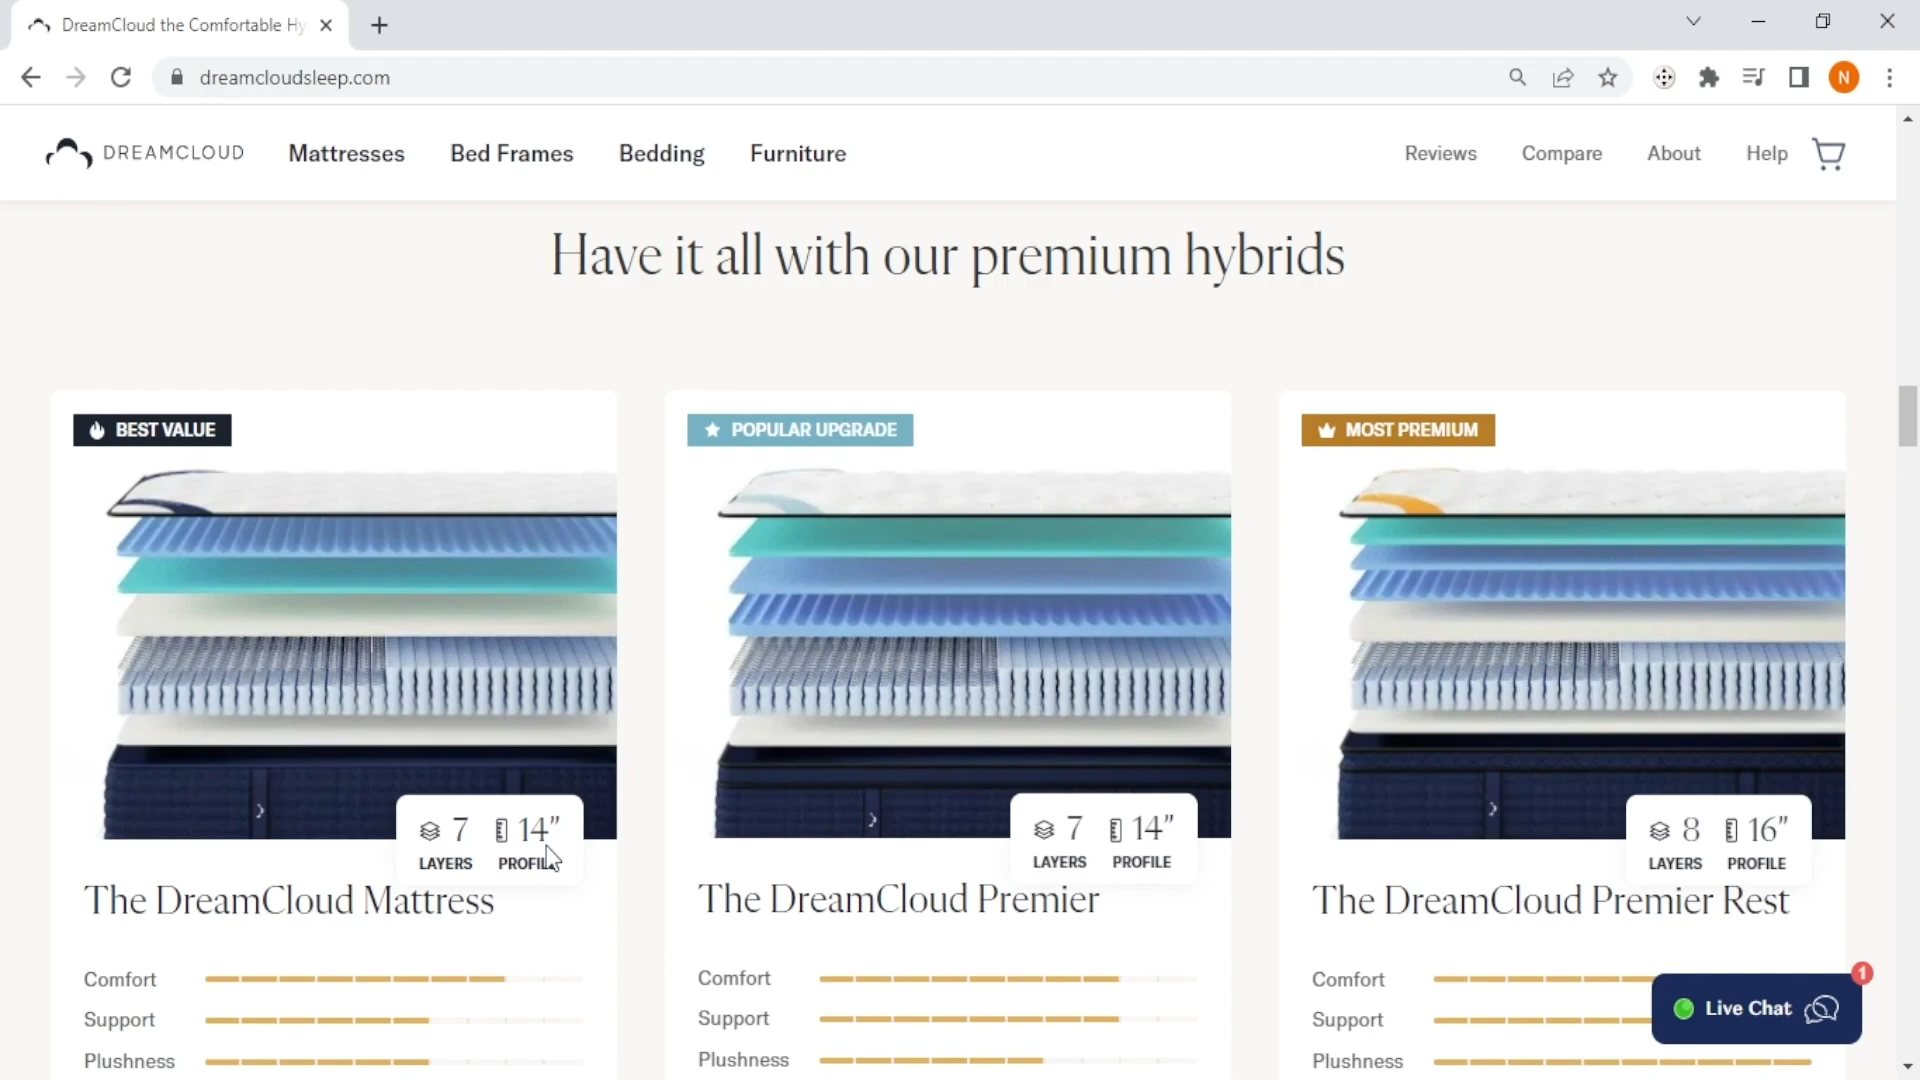 DreamCloud the Comfortable Hy
dreamcloudsleep.com
N
DREAMCLOUD Mattresses Bed Frames Bedding Furniture Reviews Compare About Help
Have it all with our premium hybrids
BEST VALUE
7 14”
LAYERS PROFILE
The DreamCloud Mattress
Comfort
Support
Plushness
POPULAR UPGRADE
7 14”
LAYERS PROFILE
The DreamCloud Premier
Comfort
Support
Plushness
MOST PREMIUM
8 16”
LAYERS PROFILE
The DreamCloud Premier Rest
Comfort
Support
Plushness
1
Live Chat